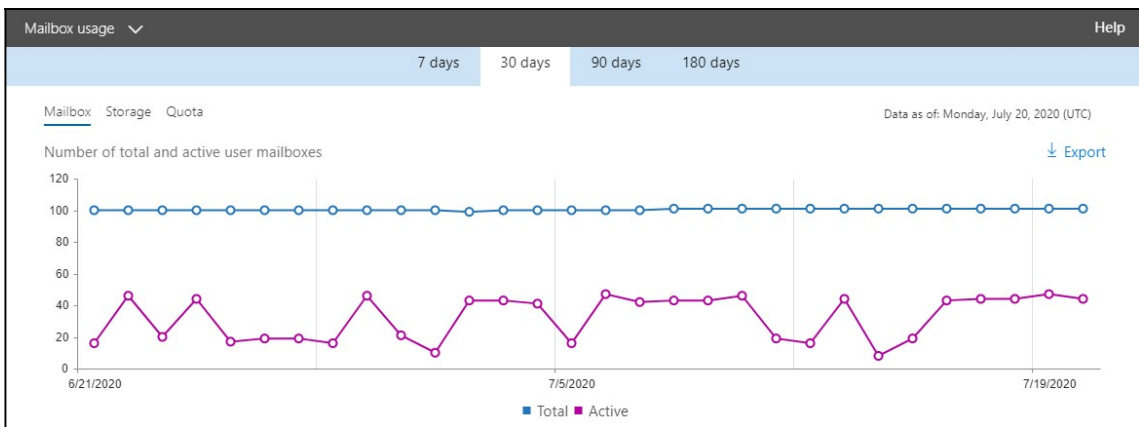 Mailbox usage Help
7 days 30 days 90 days 180 days
Mailbox Storage Quota Data as of: Monday, July 20, 2020 (UTC)
Number of total and active user mailboxes Export
120
100
80
60
40
20
0
6/21/2020 7/5/2020 7/19/2020
Total Active